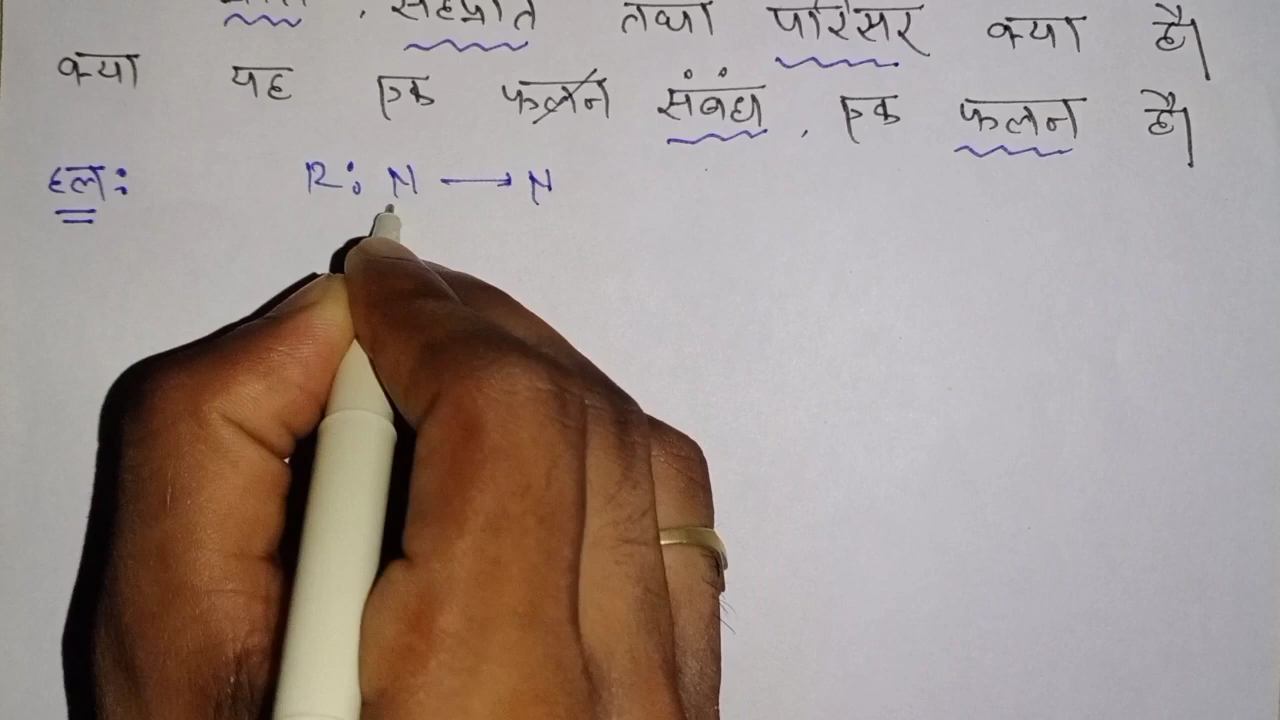 , सहप्रांत तथा परिसर क्या है।
क्या यह एक फलन संबंध , एक फलन है।
हल: R: N → N